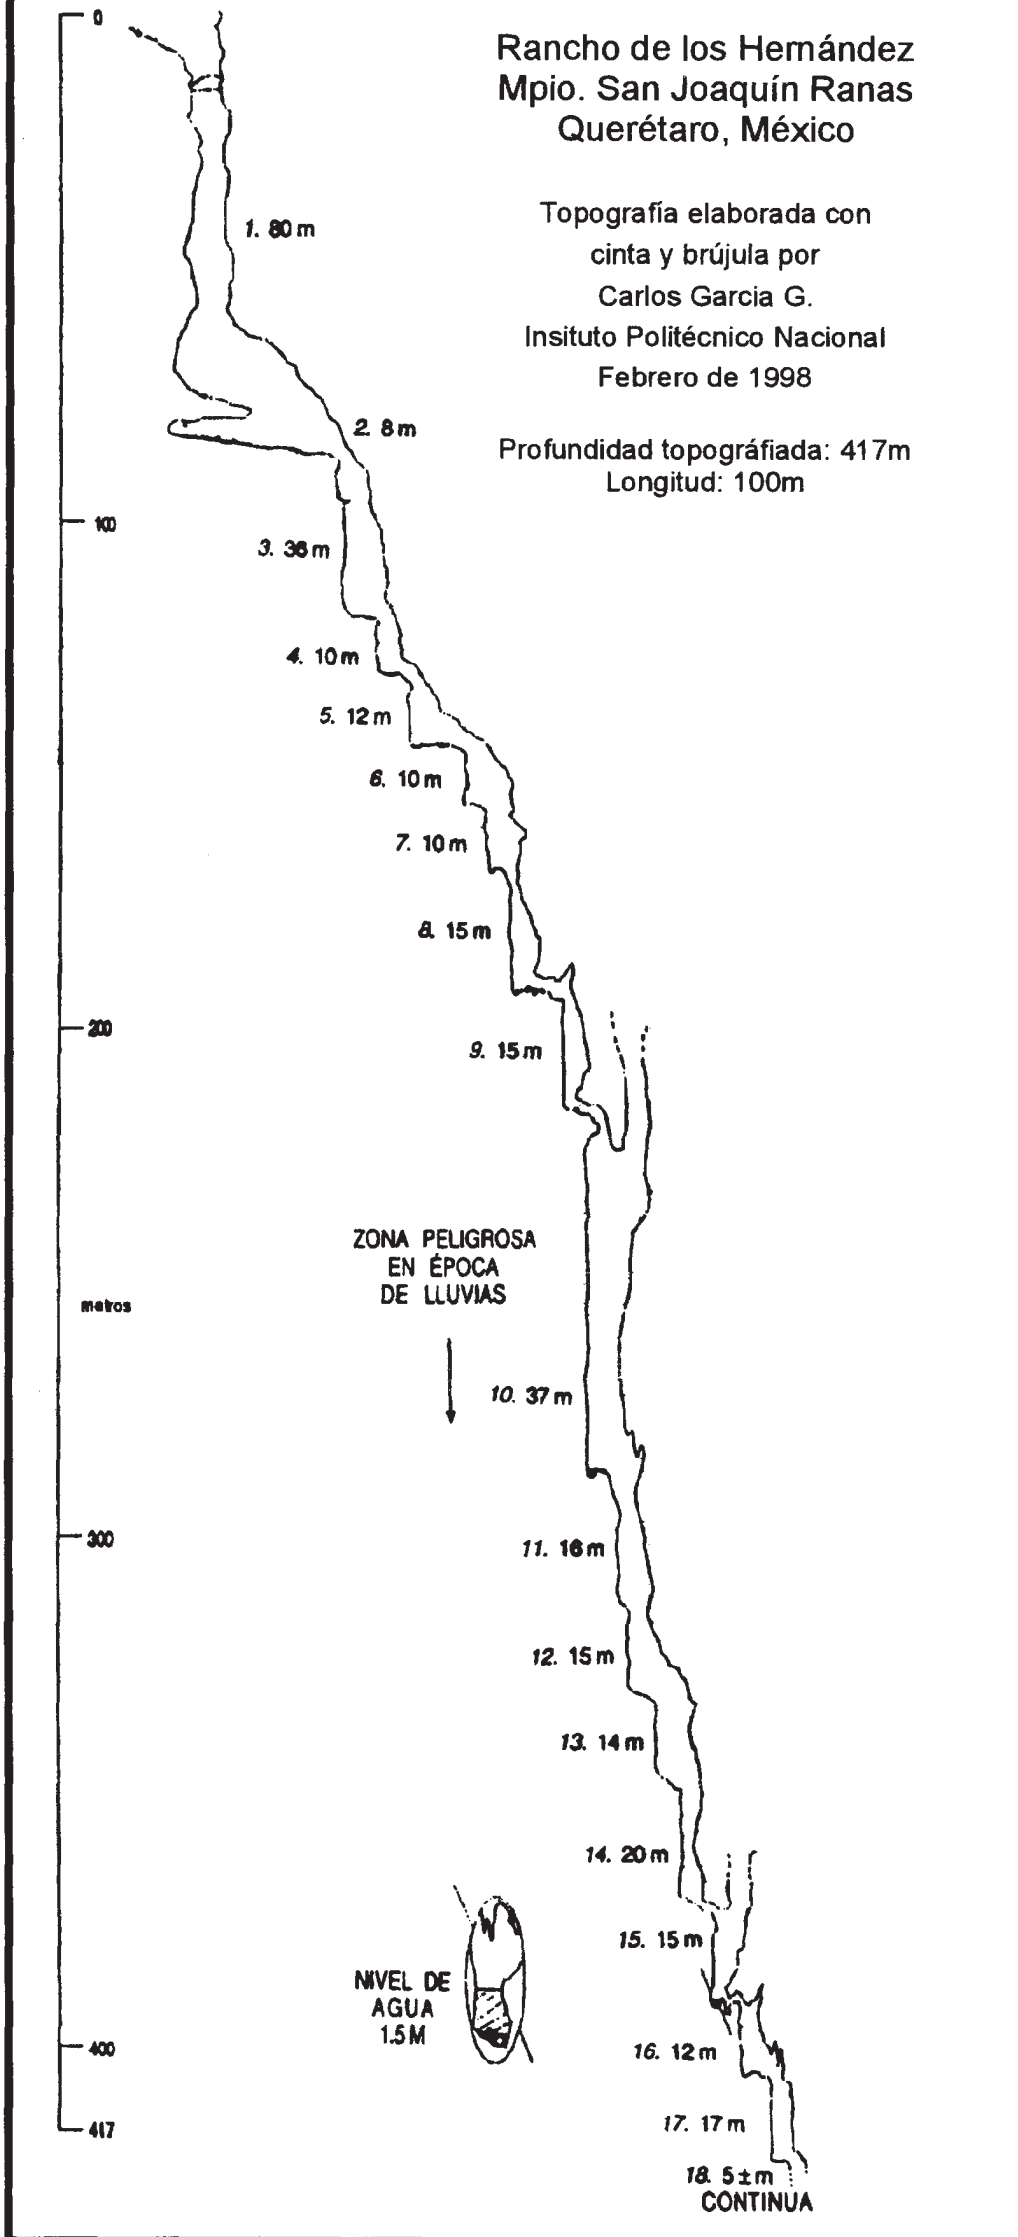 Rancho de los Hernández
Mpio. San Joaquín Ranas
Querétaro, México
Topografía elaborada con
cinta y brújula por
Carlos Garcia G.
Insituto Politécnico Nacional
Febrero de 1998
Profundidad topográfiada: 417m
Longitud: 100m
0
1. 80 m
2. 8 m
100
3. 36 m
4. 10 m
5. 12 m
6. 10 m
7. 10 m
8. 15 m
200
9. 15 m
ZONA PELIGROSA
EN ÉPOCA
DE LLUVIAS
metros
10. 37 m
300
11. 16 m
12. 15 m
13. 14 m
14. 20 m
15. 15 m
NIVEL DE
AGUA
1.5 M
400
16. 12 m
417
17. 17 m
18. 5 ± m
CONTINUA